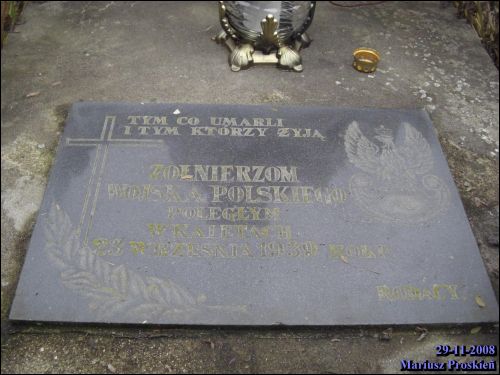 TYM CO UMARLI
I TYM KTÓRZY ŻYJĄ
ŻOŁNIERZOM
WOJSKA POLSKIEGO
POLEGŁYM
W KALETACH
23 WRZEŚNIA 1939 ROKU
RODACY.
29-11-2008
Mariusz Proskień